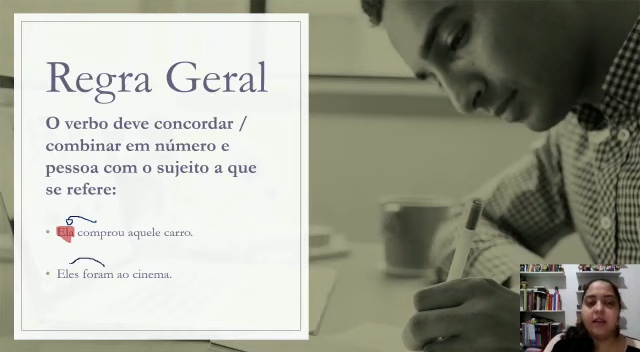 Regra Geral
O verbo deve concordar /
combinar em número e
pessoa com o sujeito a que
se refere:
• Ela comprou aquele carro.
• Eles foram ao cinema.